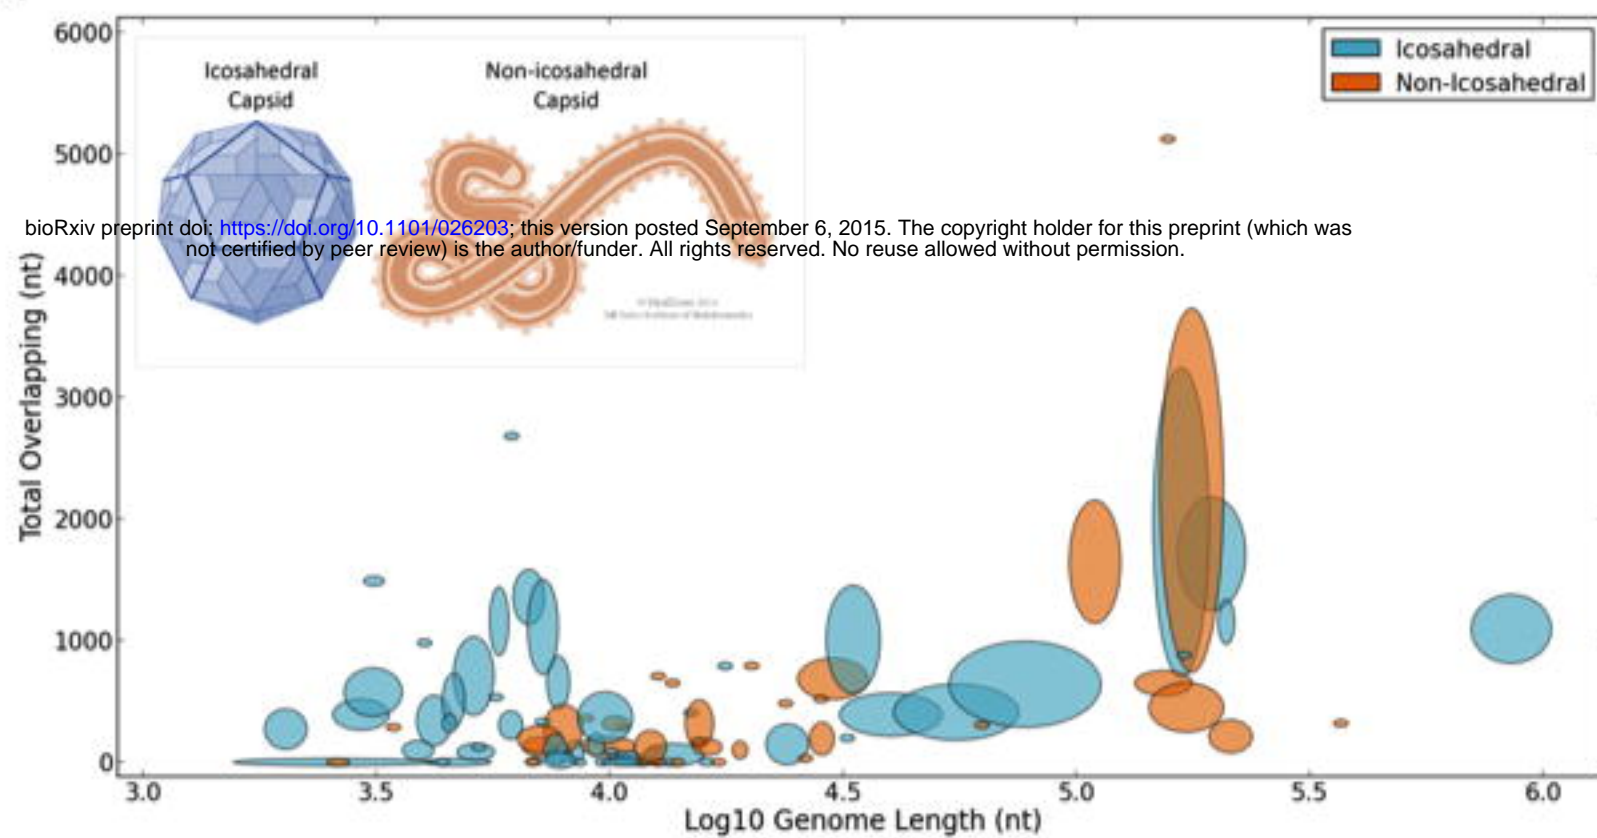 Icosahedral
Non-Icosahedral
6000
5000
4000
3000
2000
1000
0
Total Overlapping (nt)
Icosahedral
Capsid
Non-icosahedral
Capsid
bioRxiv preprint doi: https://doi.org/10.1101/026203; this version posted September 6, 2015. The copyright holder for this preprint (which was
not certified by peer review) is the author/funder. All rights reserved. No reuse allowed without permission.
3.0 3.5 4.0 4.5 5.0 5.5 6.0
Log10 Genome Length (nt)